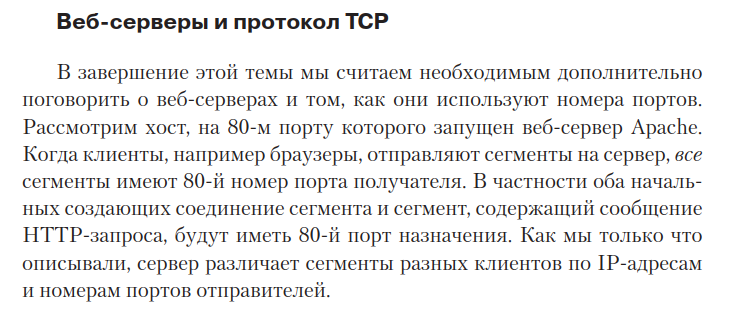 Веб-серверы и протокол TCP
В завершение этой темы мы считаем необходимым дополнительно
поговорить о веб-серверах и том, как они используют номера портов.
Рассмотрим хост, на 80-м порту которого запущен веб-сервер Apache.
Когда клиенты, например браузеры, отправляют сегменты на сервер, все
сегменты имеют 80-й номер порта получателя. В частности оба началь-
ных создающих соединение сегмента и сегмент, содержащий сообщение
HTTP-запроса, будут иметь 80-й порт назначения. Как мы только что
описывали, сервер различает сегменты разных клиентов по IP-адресам
и номерам портов отправителей.